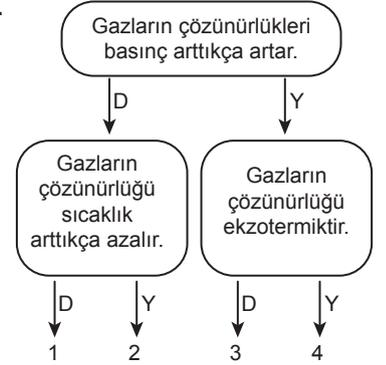 Gazların çözünürlükleri
basınç arttıkça artar.
D
Y
Gazların
çözünürlüğü
sıcaklık
arttıkça azalır.
Gazların
çözünürlüğü
ekzotermiktir.
D
Y
D
Y
1
2
3
4